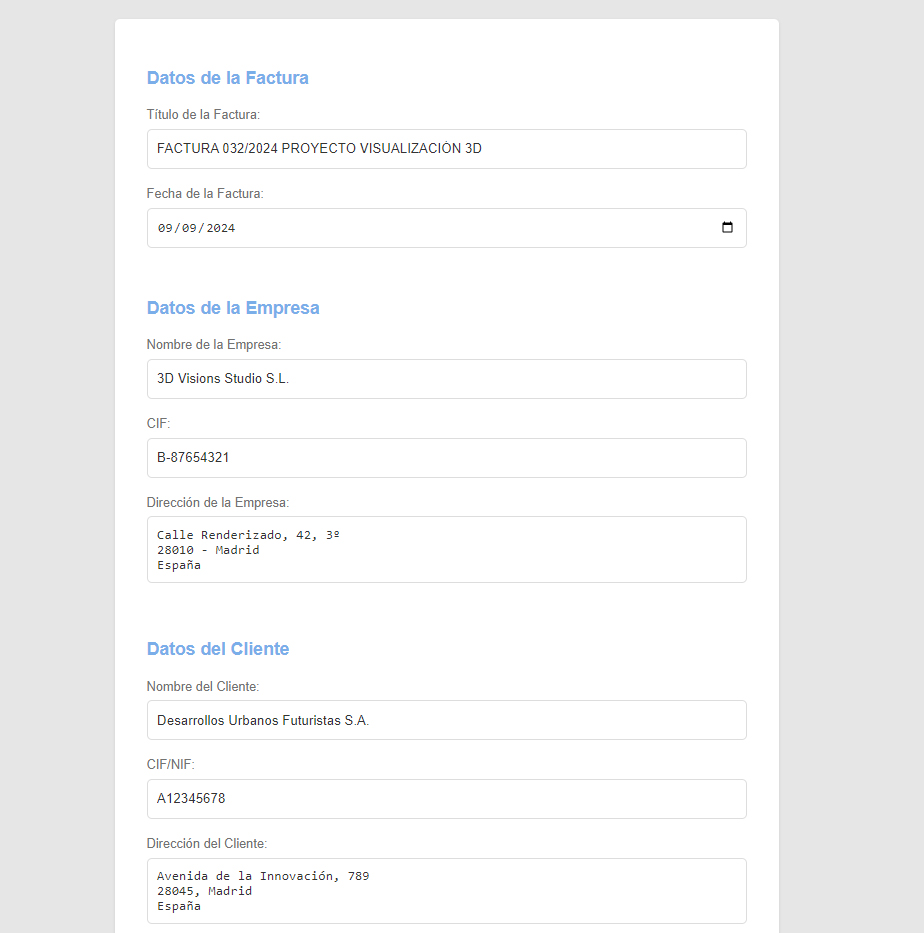 Datos de la Factura
Título de la Factura:
FACTURA 032/2024 PROYECTO VISUALIZACIÓN 3D
Fecha de la Factura:
09/09/2024
Datos de la Empresa
Nombre de la Empresa:
3D Visions Studio S.L.
CIF:
B-87654321
Dirección de la Empresa:
Calle Renderizado, 42, 3º
28010 - Madrid
España
Datos del Cliente
Nombre del Cliente:
Desarrollos Urbanos Futuristas S.A.
CIF/NIF:
A12345678
Dirección del Cliente:
Avenida de la Innovación, 789
28045, Madrid
España